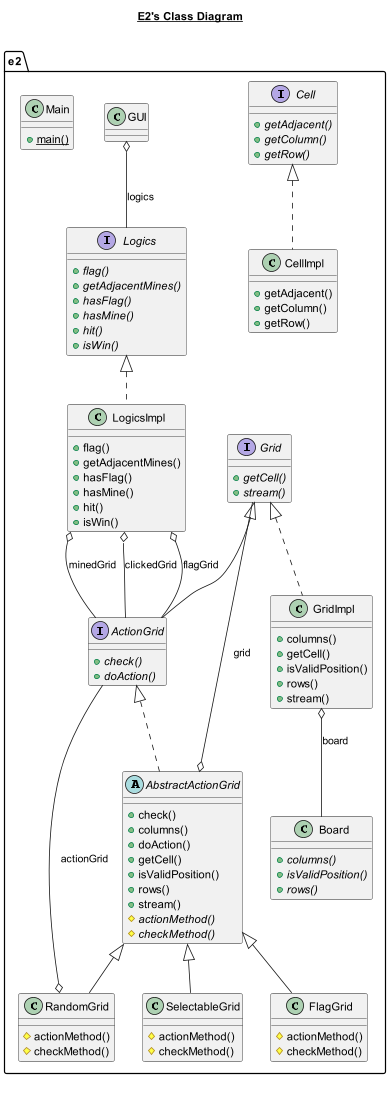 E2's Class Diagram
e2
C Main
main()
C GUI
I Cell
getAdjacent()
getColumn()
getRow()
logics
I Logics
flag()
getAdjacentMines()
hasFlag()
hasMine()
hit()
isWin()
C CellImpl
getAdjacent()
getColumn()
getRow()
C LogicsImpl
flag()
getAdjacentMines()
hasFlag()
hasMine()
hit()
isWin()
I Grid
getCell()
stream()
minedGrid
clickedGrid
flagGrid
C GridImpl
columns()
getCell()
isValidPosition()
rows()
stream()
I ActionGrid
check()
doAction()
grid
board
A AbstractActionGrid
check()
columns()
doAction()
getCell()
isValidPosition()
rows()
stream()
actionMethod()
checkMethod()
C Board
columns()
isValidPosition()
rows()
actionGrid
C RandomGrid
actionMethod()
checkMethod()
C SelectableGrid
actionMethod()
checkMethod()
C FlagGrid
actionMethod()
checkMethod()